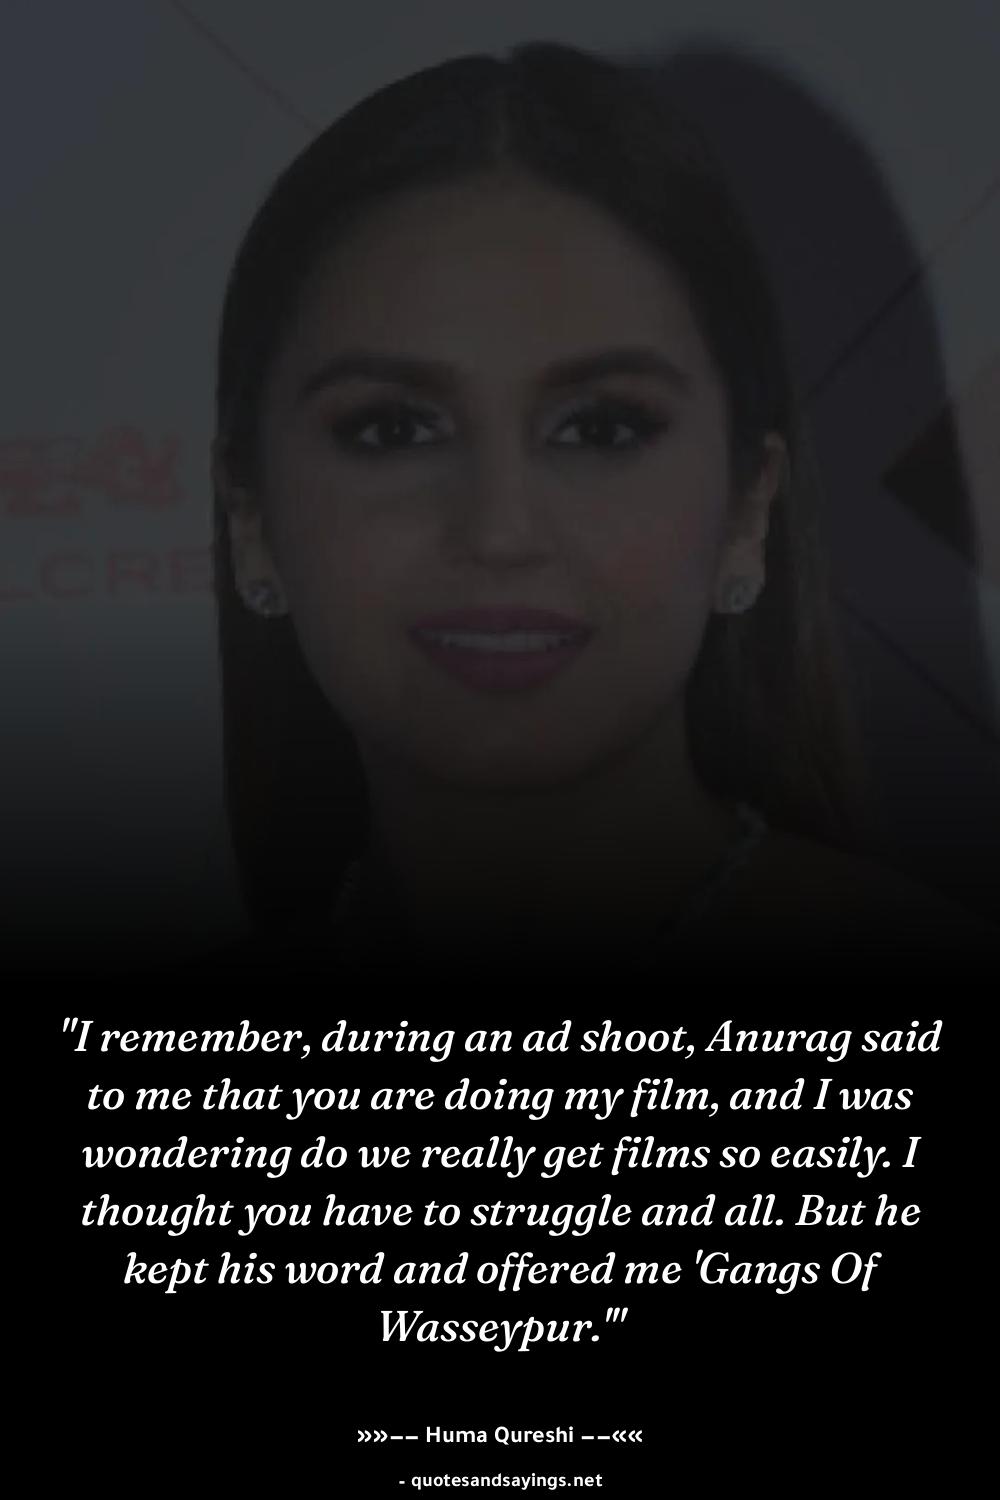 LCRE
"I remember, during an ad shoot, Anurag said
to me that you are doing my film, and I was
wondering do we really get films so easily. I
thought you have to struggle and all. But he
kept his word and offered me 'Gangs Of
Wasseypur.'"
»»−− Huma Qureshi −−««
- quotesandsayings.net